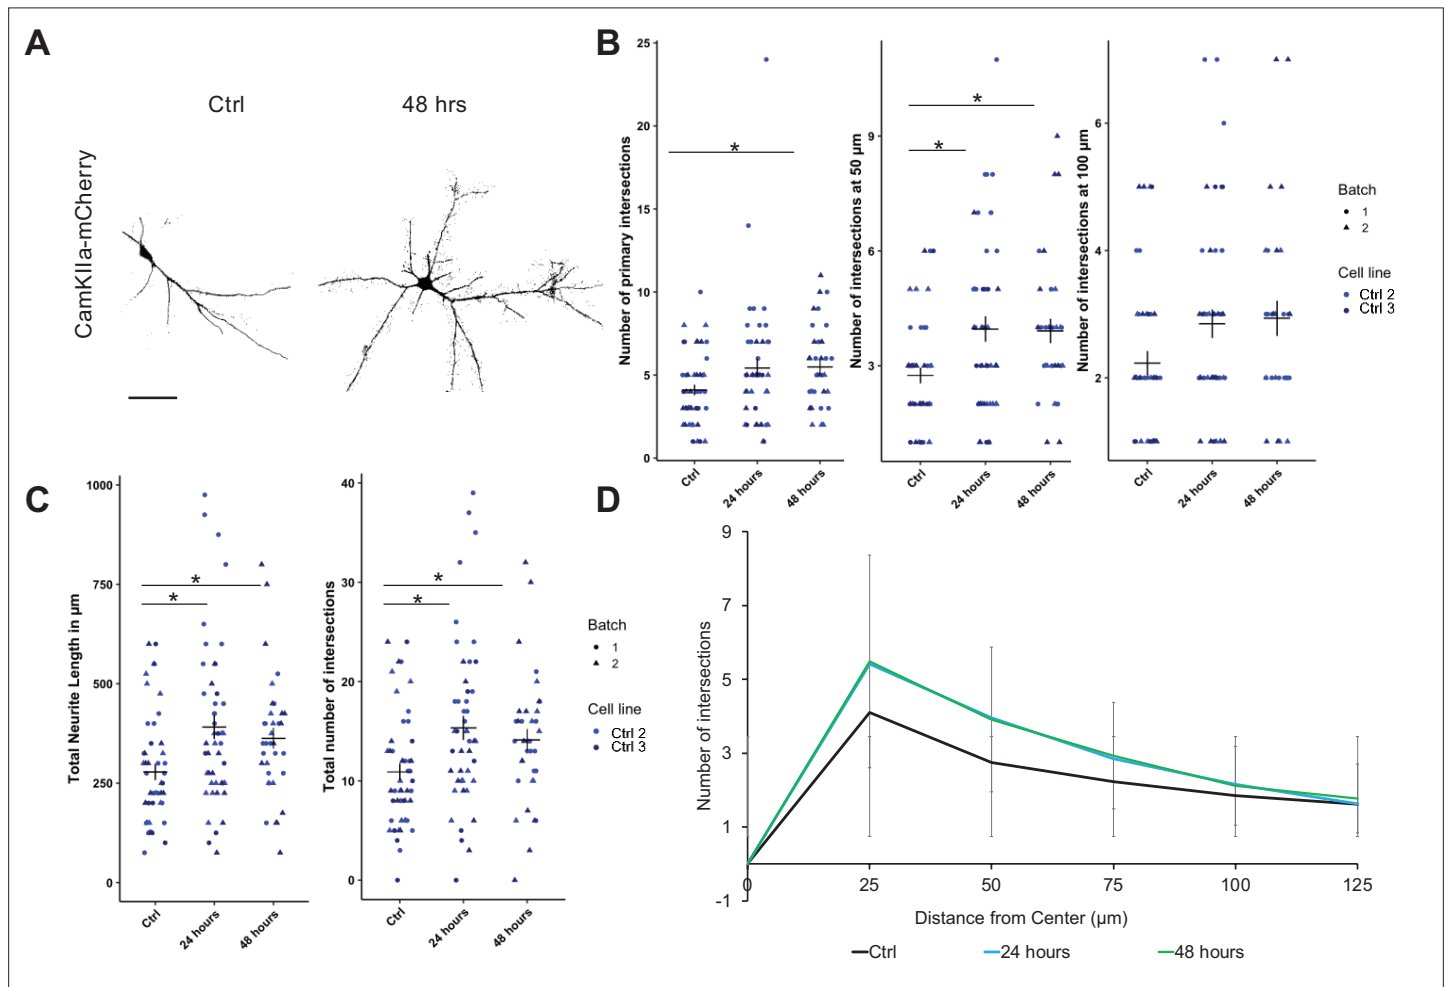 A
Ctrl
48 hrs
CamKIIa-mCherry
B
Number of primary intersections
25
20
15
10
5
0
*
Ctrl
24 hours
48 hours
Number of intersections at 50 µm
9
6
3
*
*
Ctrl
24 hours
48 hours
Number of intersections at 100 µm
6
4
2
Ctrl
24 hours
48 hours
Batch
1
2
Cell line
Ctrl 2
Ctrl 3
C
Total Neurite Length in µm
1000
750
500
250
0
*
*
Ctrl
24 hours
48 hours
Total number of intersections
40
30
20
10
0
*
*
Ctrl
24 hours
48 hours
Batch
1
2
Cell line
Ctrl 2
Ctrl 3
D
Number of intersections
9
7
5
3
1
-1
0
25
50
75
100
125
Distance from Center (µm)
Ctrl
24 hours
48 hours